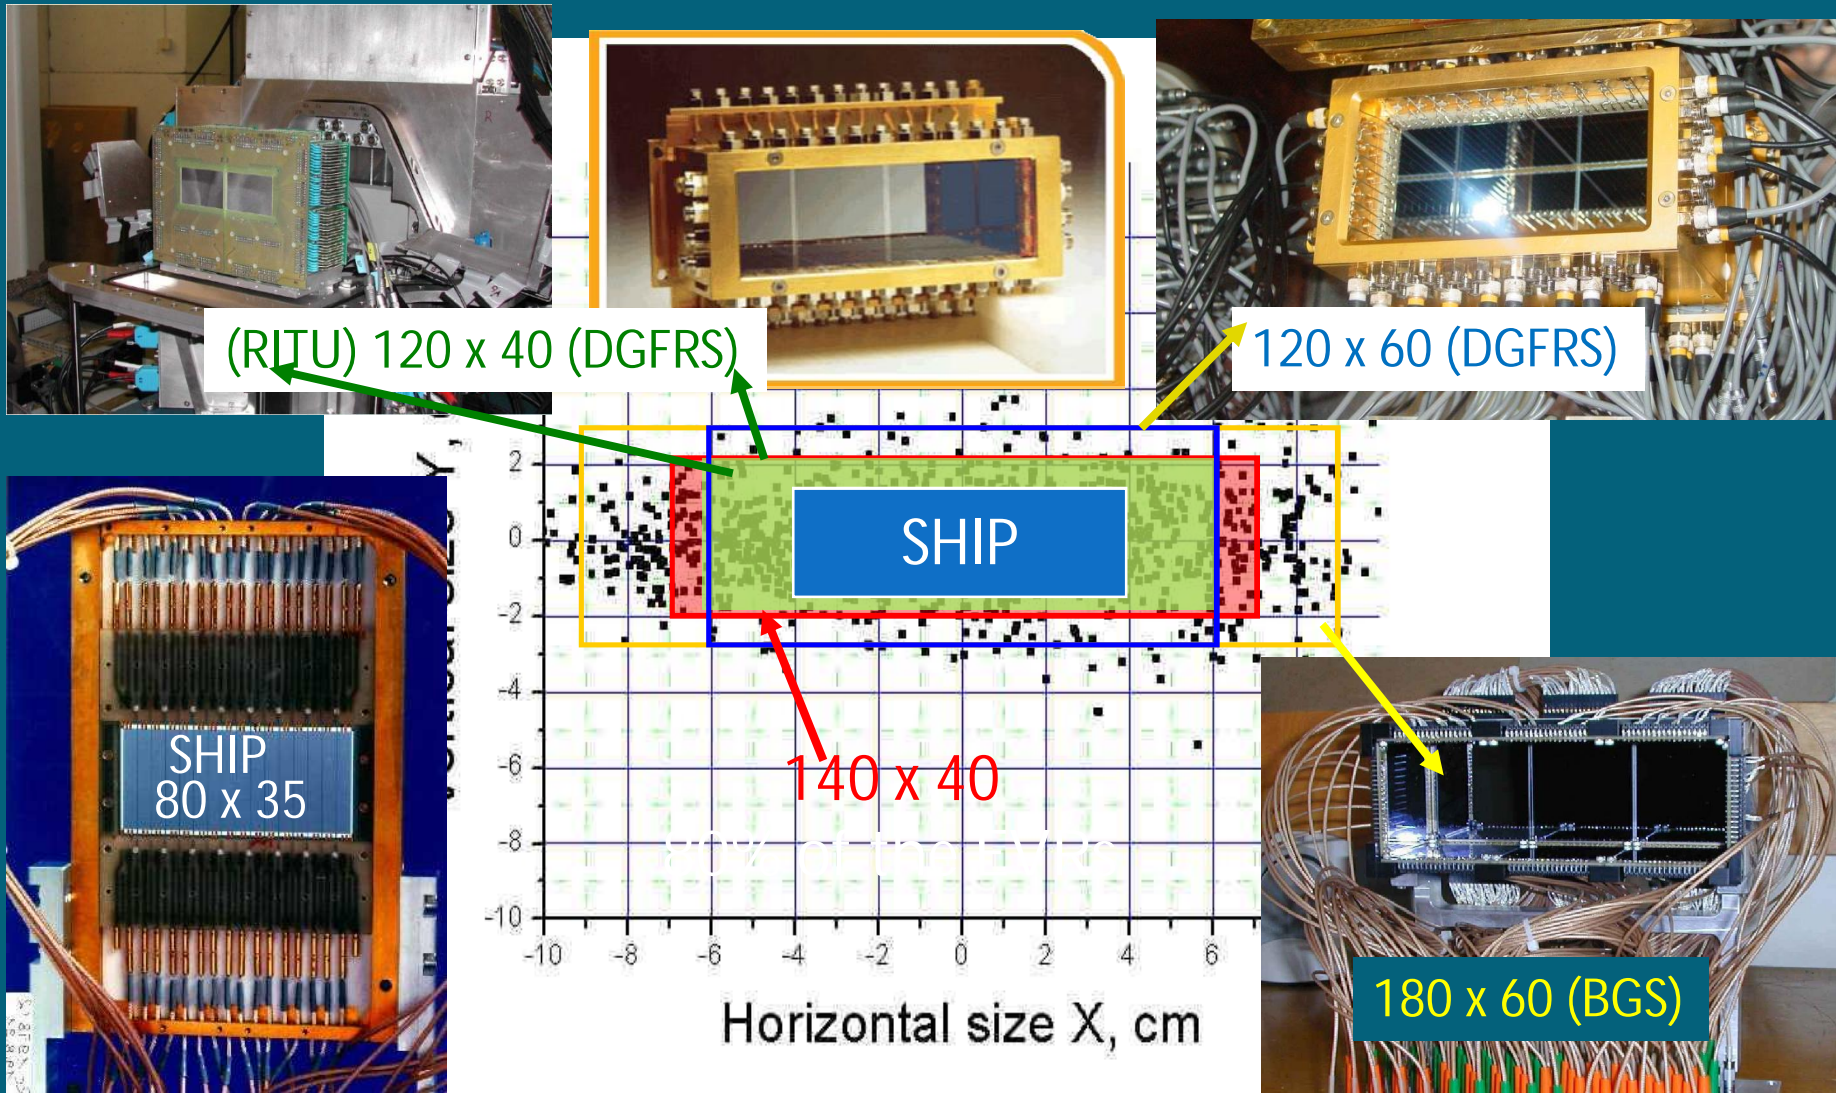 (RITU) 120 x 40 (DGFRS)
120 x 60 (DGFRS)
2
0
-2
-4
-6
-8
-10
SHIP
SHIP
80 x 35
140 x 40
-10 -8 -6 -4 -2 0 2 4 6
Horizontal size X, cm
180 x 60 (BGS)